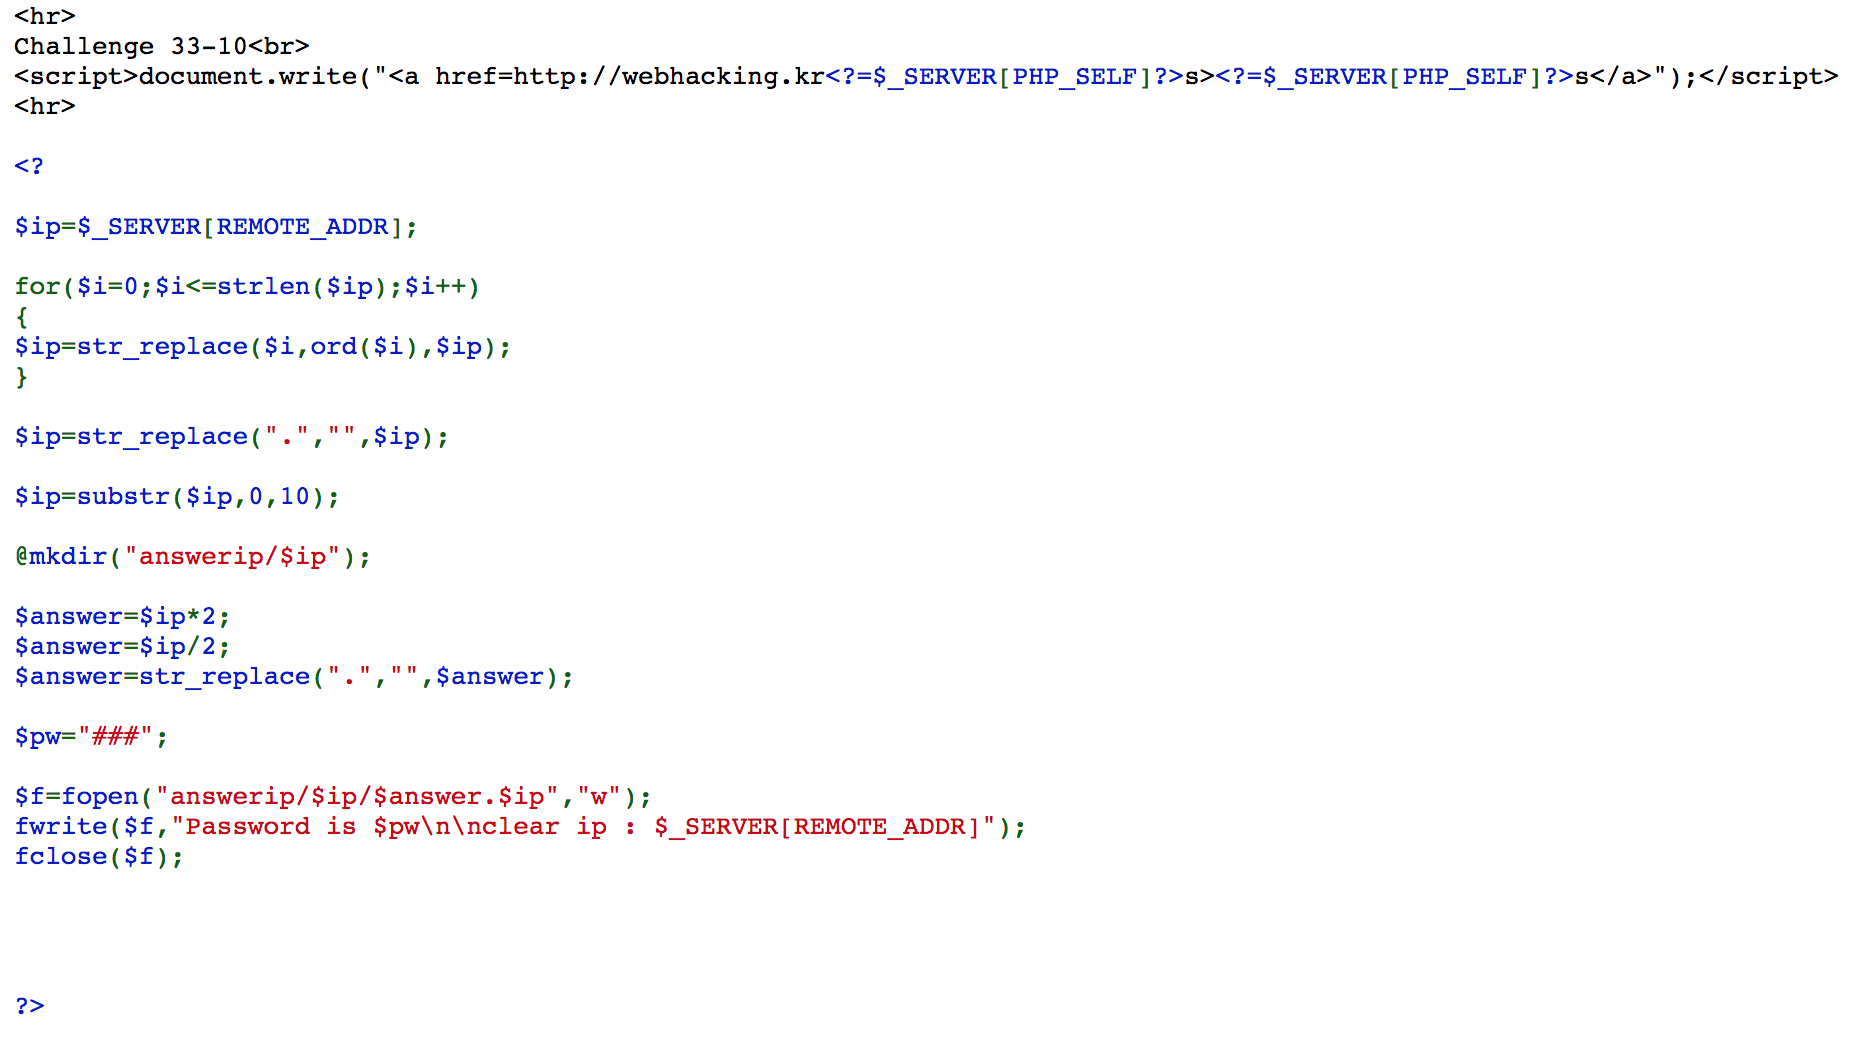 <hr>
Challenge 33-10<br>
<script>document.write("<a href=http://webhacking.kr<?=$_SERVER[PHP_SELF]?>s><?=$_SERVER[PHP_SELF]?>s</a>");</script>
<hr>
<?
$ip=$_SERVER[REMOTE_ADDR];
for($i=0;$i<=strlen($ip);$i++)
{
$ip=str_replace($i,ord($i),$ip);
}
$ip=str_replace(".","",$ip);
$ip=substr($ip,0,10);
@mkdir("answerip/$ip");
$answer=$ip*2;
$answer=$ip/2;
$answer=str_replace(".","",$answer);
$pw="###";
$f=fopen("answerip/$ip/$answer.$ip","w");
fwrite($f,"Password is $pw\n\nclear ip : $_SERVER[REMOTE_ADDR]");
fclose($f);
?>